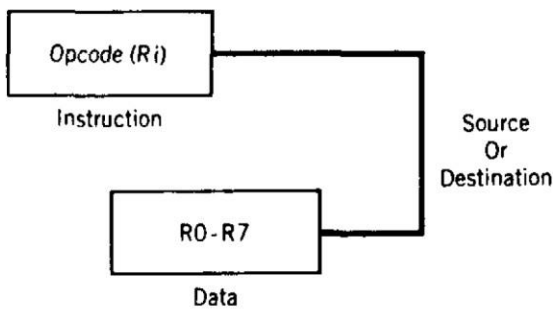 Opcode (Ri)
Instruction
Source
Or
Destination
R0-R7
Data